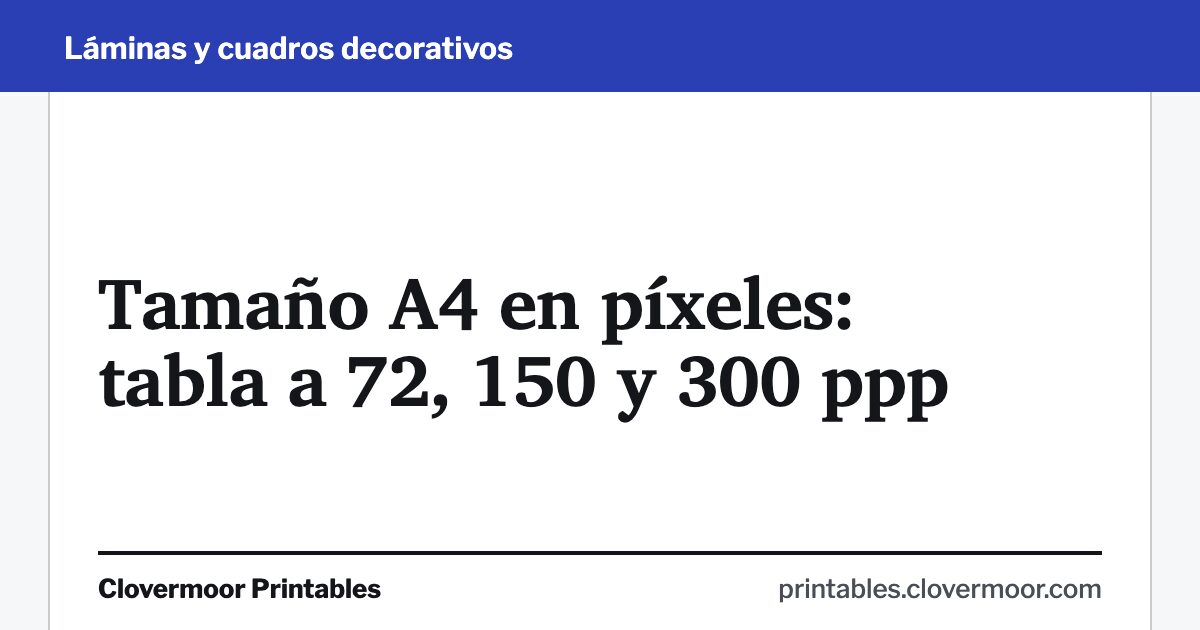 Láminas y cuadros decorativos
Tamaño A4 en píxeles:
tabla a 72, 150 y 300 ppp
Clovermoor Printables
printables.clovermoor.com